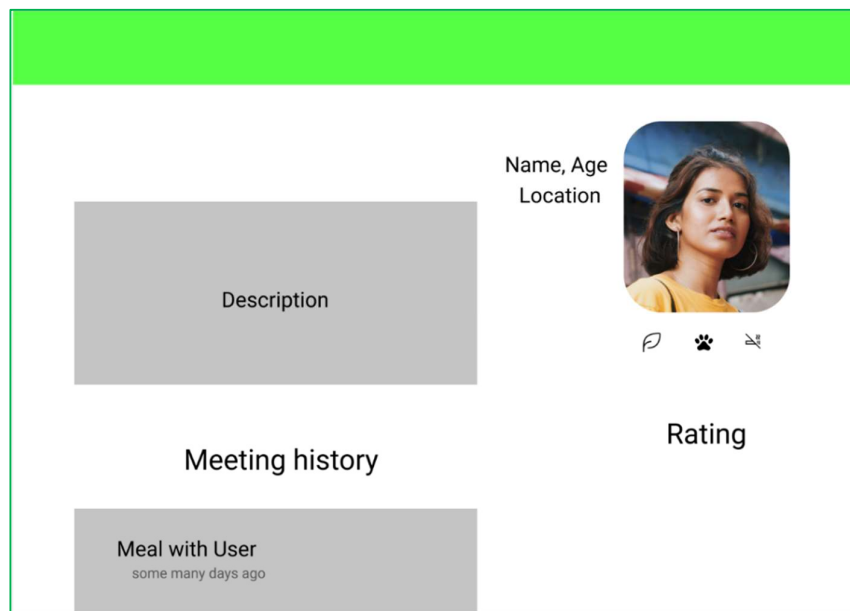 Name, Age
Location
Description
Rating
Meeting history
Meal with User
some many days ago